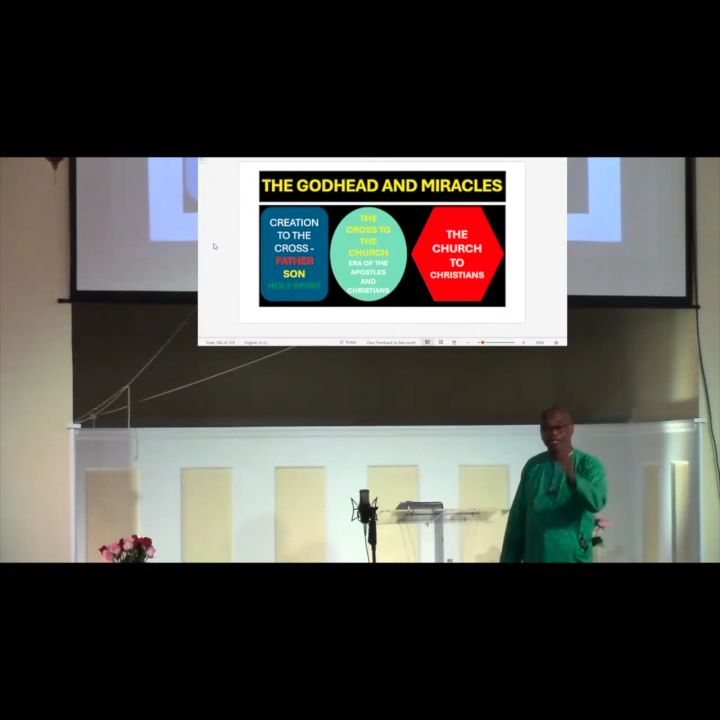 THE GODHEAD AND MIRACLES
CREATION
TO THE
CROSS -
FATHER
SON
HOLY SPIRIT
THE
CROSS TO
THE
CHURCH
ERA OF THE
APOSTLES
AND
CHRISTIANS
THE
CHURCH
TO
CHRISTIANS